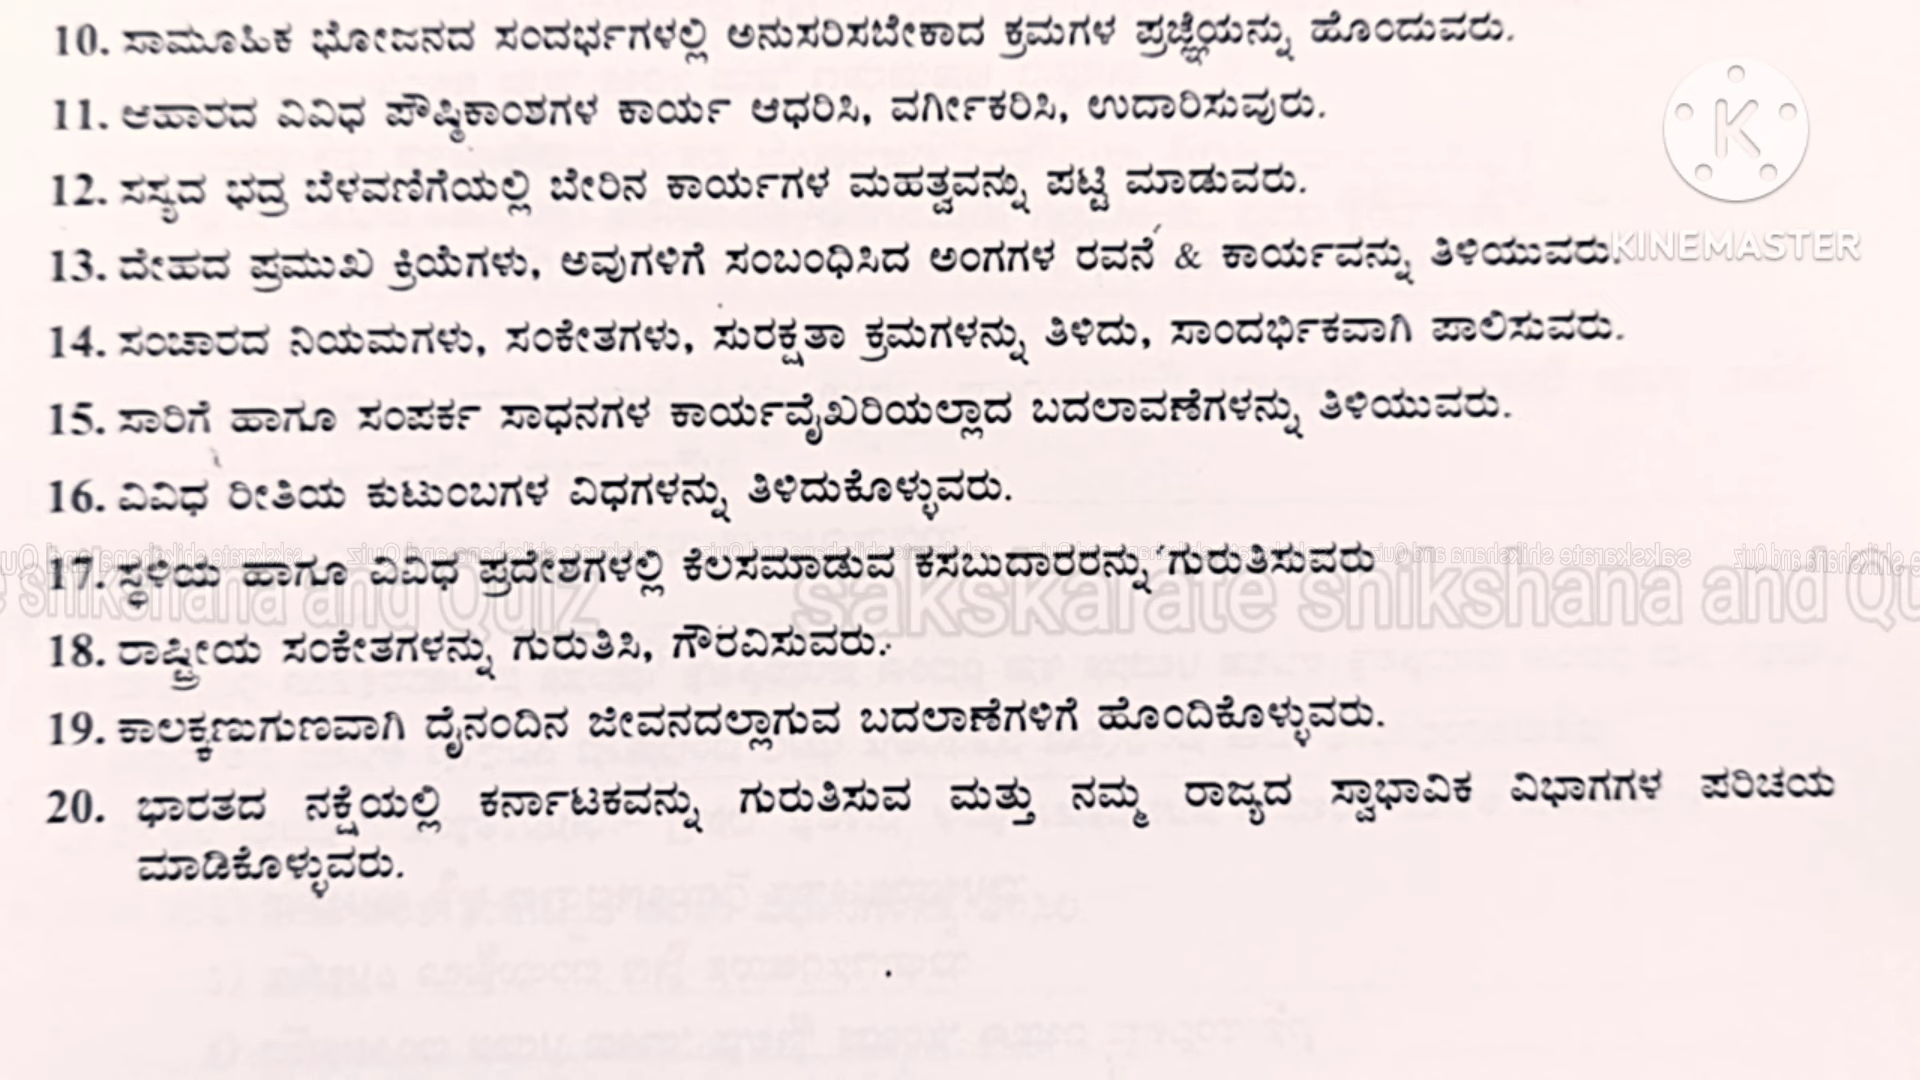 10. ಸಾಮೂಹಿಕ ಭೋಜನದ ಸಂದರ್ಭಗಳಲ್ಲಿ ಅನುಸರಿಸಬೇಕಾದ ಕ್ರಮಗಳ ಪ್ರಜ್ಞೆಯನ್ನು ಹೊಂದುವರು.
11. ಆಹಾರದ ವಿವಿಧ ಪೌಷ್ಠಿಕಾಂಶಗಳ ಕಾರ್ಯ ಆಧರಿಸಿ, ವರ್ಗೀಕರಿಸಿ, ಉದಾರಿಸುವುರು.
KINEMASTER
12. ಸಸ್ಯದ ಭದ್ರ ಬೆಳವಣಿಗೆಯಲ್ಲಿ ಬೇರಿನ ಕಾರ್ಯಗಳ ಮಹತ್ವವನ್ನು ಪಟ್ಟಿ ಮಾಡುವರು.
13. ದೇಹದ ಪ್ರಮುಖ ಕ್ರಿಯೆಗಳು, ಅವುಗಳಿಗೆ ಸಂಬಂಧಿಸಿದ ಅಂಗಗಳ ರವನೆ & ಕಾರ್ಯವನ್ನು ತಿಳಿಯುವರು.
14. ಸಂಚಾರದ ನಿಯಮಗಳು, ಸಂಕೇತಗಳು, ಸುರಕ್ಷತಾ ಕ್ರಮಗಳನ್ನು ತಿಳಿದು, ಸಾಂದರ್ಭಿಕವಾಗಿ ಪಾಲಿಸುವರು.
15. ಸಾರಿಗೆ ಹಾಗೂ ಸಂಪರ್ಕ ಸಾಧನಗಳ ಕಾರ್ಯವೈಖರಿಯಲ್ಲಾದ ಬದಲಾವಣೆಗಳನ್ನು ತಿಳಿಯುವರು.
16. ವಿವಿಧ ರೀತಿಯ ಕುಟುಂಬಗಳ ವಿಧಗಳನ್ನು ತಿಳಿದುಕೊಳ್ಳುವರು.
17. ಸ್ಥಳಿಯ ಹಾಗೂ ವಿವಿಧ ಪ್ರದೇಶಗಳಲ್ಲಿ ಕೆಲಸಮಾಡುವ ಕಸಬುದಾರರನ್ನು ಗುರುತಿಸುವರು
shikshana and Quiz sakskarate shikshana and Qu
18. ರಾಷ್ಟ್ರೀಯ ಸಂಕೇತಗಳನ್ನು ಗುರುತಿಸಿ, ಗೌರವಿಸುವರು.
19. ಕಾಲಕ್ಕಣುಗುಣವಾಗಿ ದೈನಂದಿನ ಜೀವನದಲ್ಲಾಗುವ ಬದಲಾಣೆಗಳಿಗೆ ಹೊಂದಿಕೊಳ್ಳುವರು.
20. ಭಾರತದ ನಕ್ಷೆಯಲ್ಲಿ ಕರ್ನಾಟಕವನ್ನು ಗುರುತಿಸುವ ಮತ್ತು ನಮ್ಮ ರಾಜ್ಯದ ಸ್ವಾಭಾವಿಕ ವಿಭಾಗಗಳ ಪರಿಚಯ
ಮಾಡಿಕೊಳ್ಳುವರು.